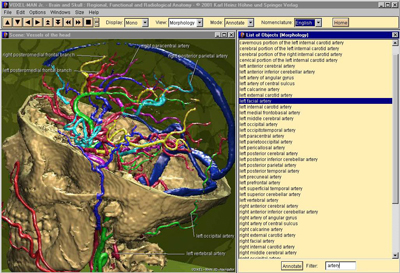 VOXEL-MAN 3D Navigator: Brain and Skull | Regional, Functional and Radiological Anatomy | © 2001 Karl Heinz Höhne and Springer-Verlag
File Edit Options Windows Size Help
Display: Mono View: Morphology Mode: Annotate Nomenclature: English Home
Scene: Vessels of the head
right paracentral artery
right posteromedial frontal branch
right posterior parietal artery
left posteromedial frontal branch
left occipital artery
left vertebral artery
List of Objects (Morphology)
cavernous portion of the left internal carotid artery
cerebral portion of the left internal carotid artery
cerebral portion of the right internal carotid artery
cervical portion of the left internal carotid artery
left anterior cerebral artery
left anterior inferior cerebellar artery
left artery of angular gyrus
left artery of central sulcus
left calcarine artery
left external carotid artery
left facial artery
left internal carotid artery
left medial frontobasal artery
left middle cerebral artery
left occipital artery
left occipitotemporal artery
left paracentral artery
left parietooccipital artery
left pericallosal artery
left posterior cerebral artery
left posterior inferior cerebellar artery
left posterior parietal artery
left posterior temporal artery
left precuneal artery
left prefrontal artery
left superficial temporal artery
left superior cerebellar artery
left vertebral artery
right anterior cerebral artery
right anterior inferior cerebellar artery
right artery of angular gyrus
right artery of central sulcus
right calcarine artery
right external carotid artery
right facial artery
right internal carotid artery
right middle cerebral artery
right occipital artery
Annotate Filter: artery